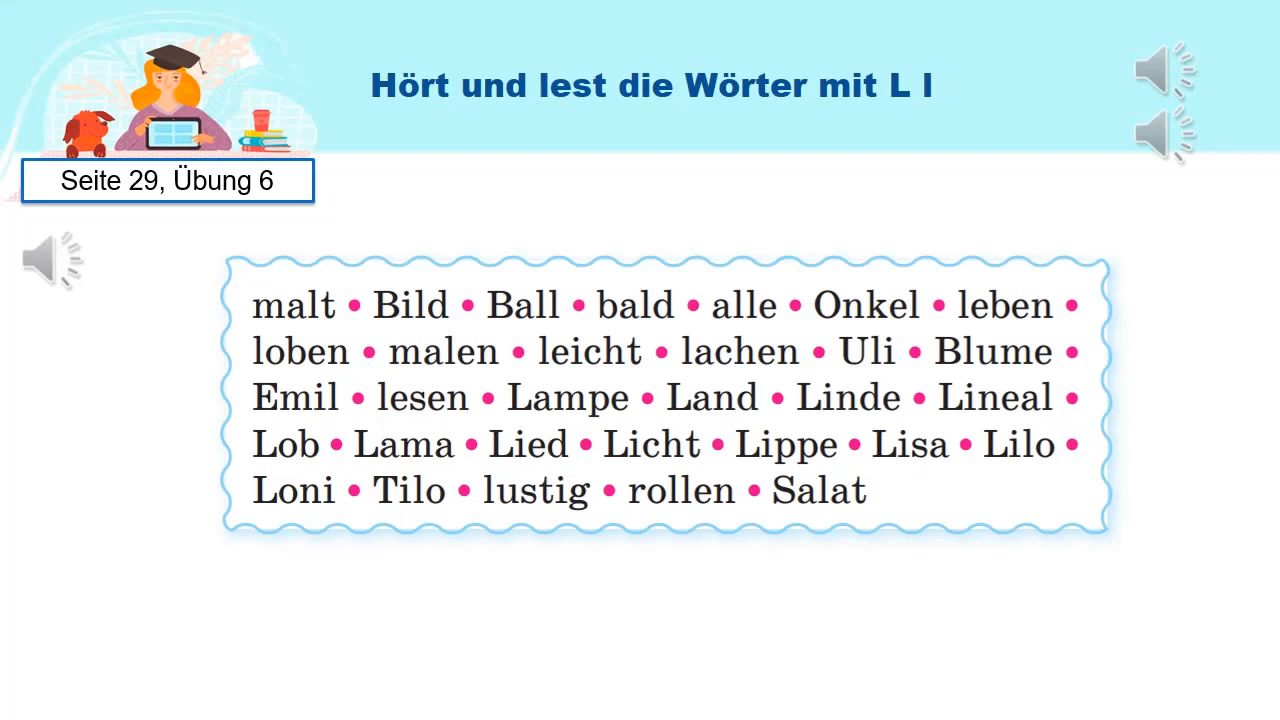 Hört und lest die Wörter mit L l
Seite 29, Übung 6
malt • Bild • Ball • bald • alle • Onkel • leben •
loben • malen • leicht • lachen • Uli • Blume •
Emil • lesen • Lampe • Land • Linde • Lineal •
Lob • Lama • Lied • Licht • Lippe • Lisa • Lilo •
Loni • Tilo • lustig • rollen • Salat